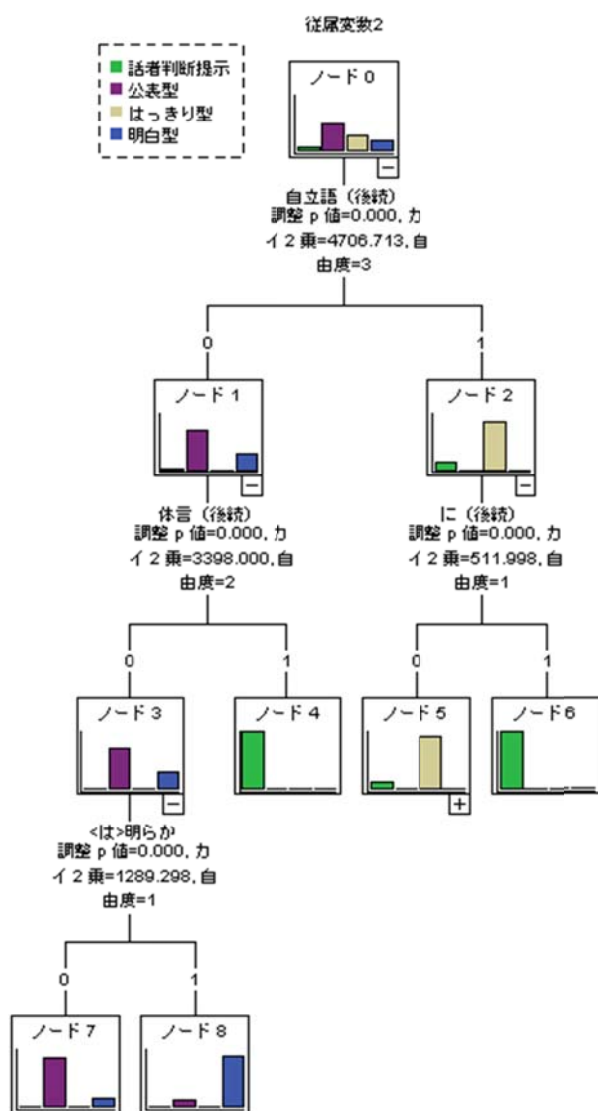 従属変数2
話者判断提示
公表型
はっきり型
明白型
ノード 0
自立語 (後続)
調整 p 値=0.000, カ
イ 2 乗=4706.713, 自
由度=3
0
1
ノード 1
ノード 2
体言 (後続)
調整 p 値=0.000, カ
イ 2 乗=3398.000, 自
由度=2
に (後続)
調整 p 値=0.000, カ
イ 2 乗=511.998, 自
由度=1
0
1
0
1
ノード 3
ノード 4
ノード 5
ノード 6
<は>明らか
調整 p 値=0.000, カ
イ 2 乗=1289.298, 自
由度=1
0
1
ノード 7
ノード 8